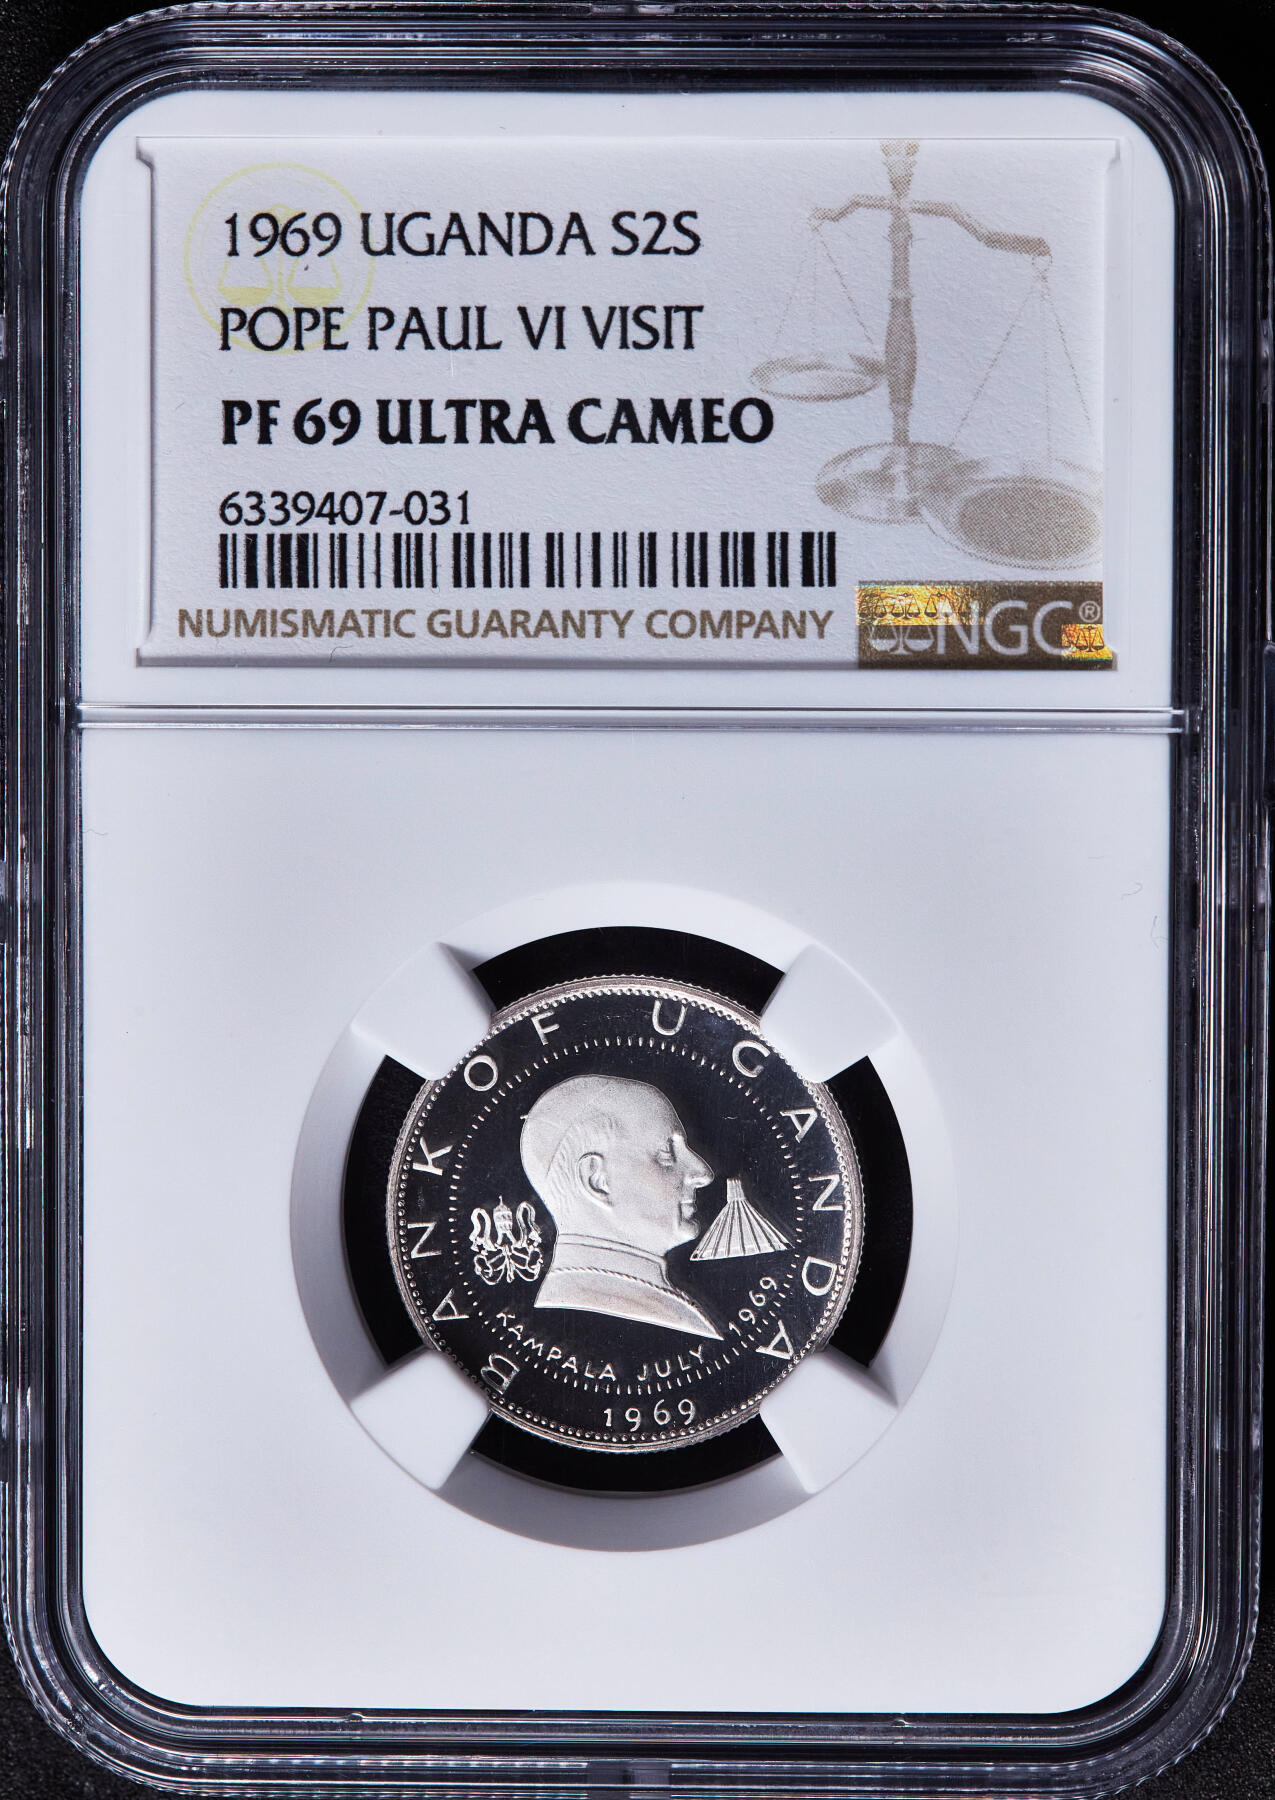 1969 UGANDA S2S
POPE PAUL VI VISIT
PF 69 ULTRA CAMEO
6339407-031
NUMISMATIC GUARANTY COMPANY
NGC®
BANK OF UGANDA
KAMPALA JULY 1969
1969